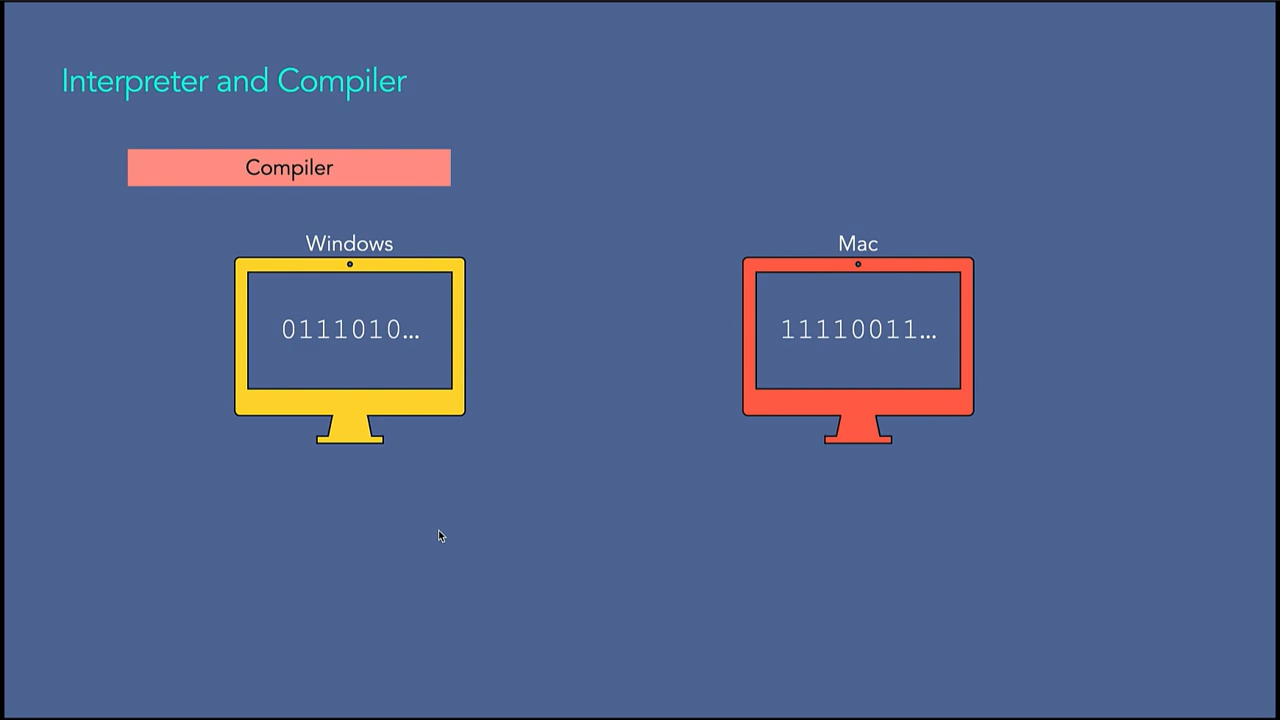 Interpreter and Compiler
Compiler
Windows
Mac
0111010...
11110011...